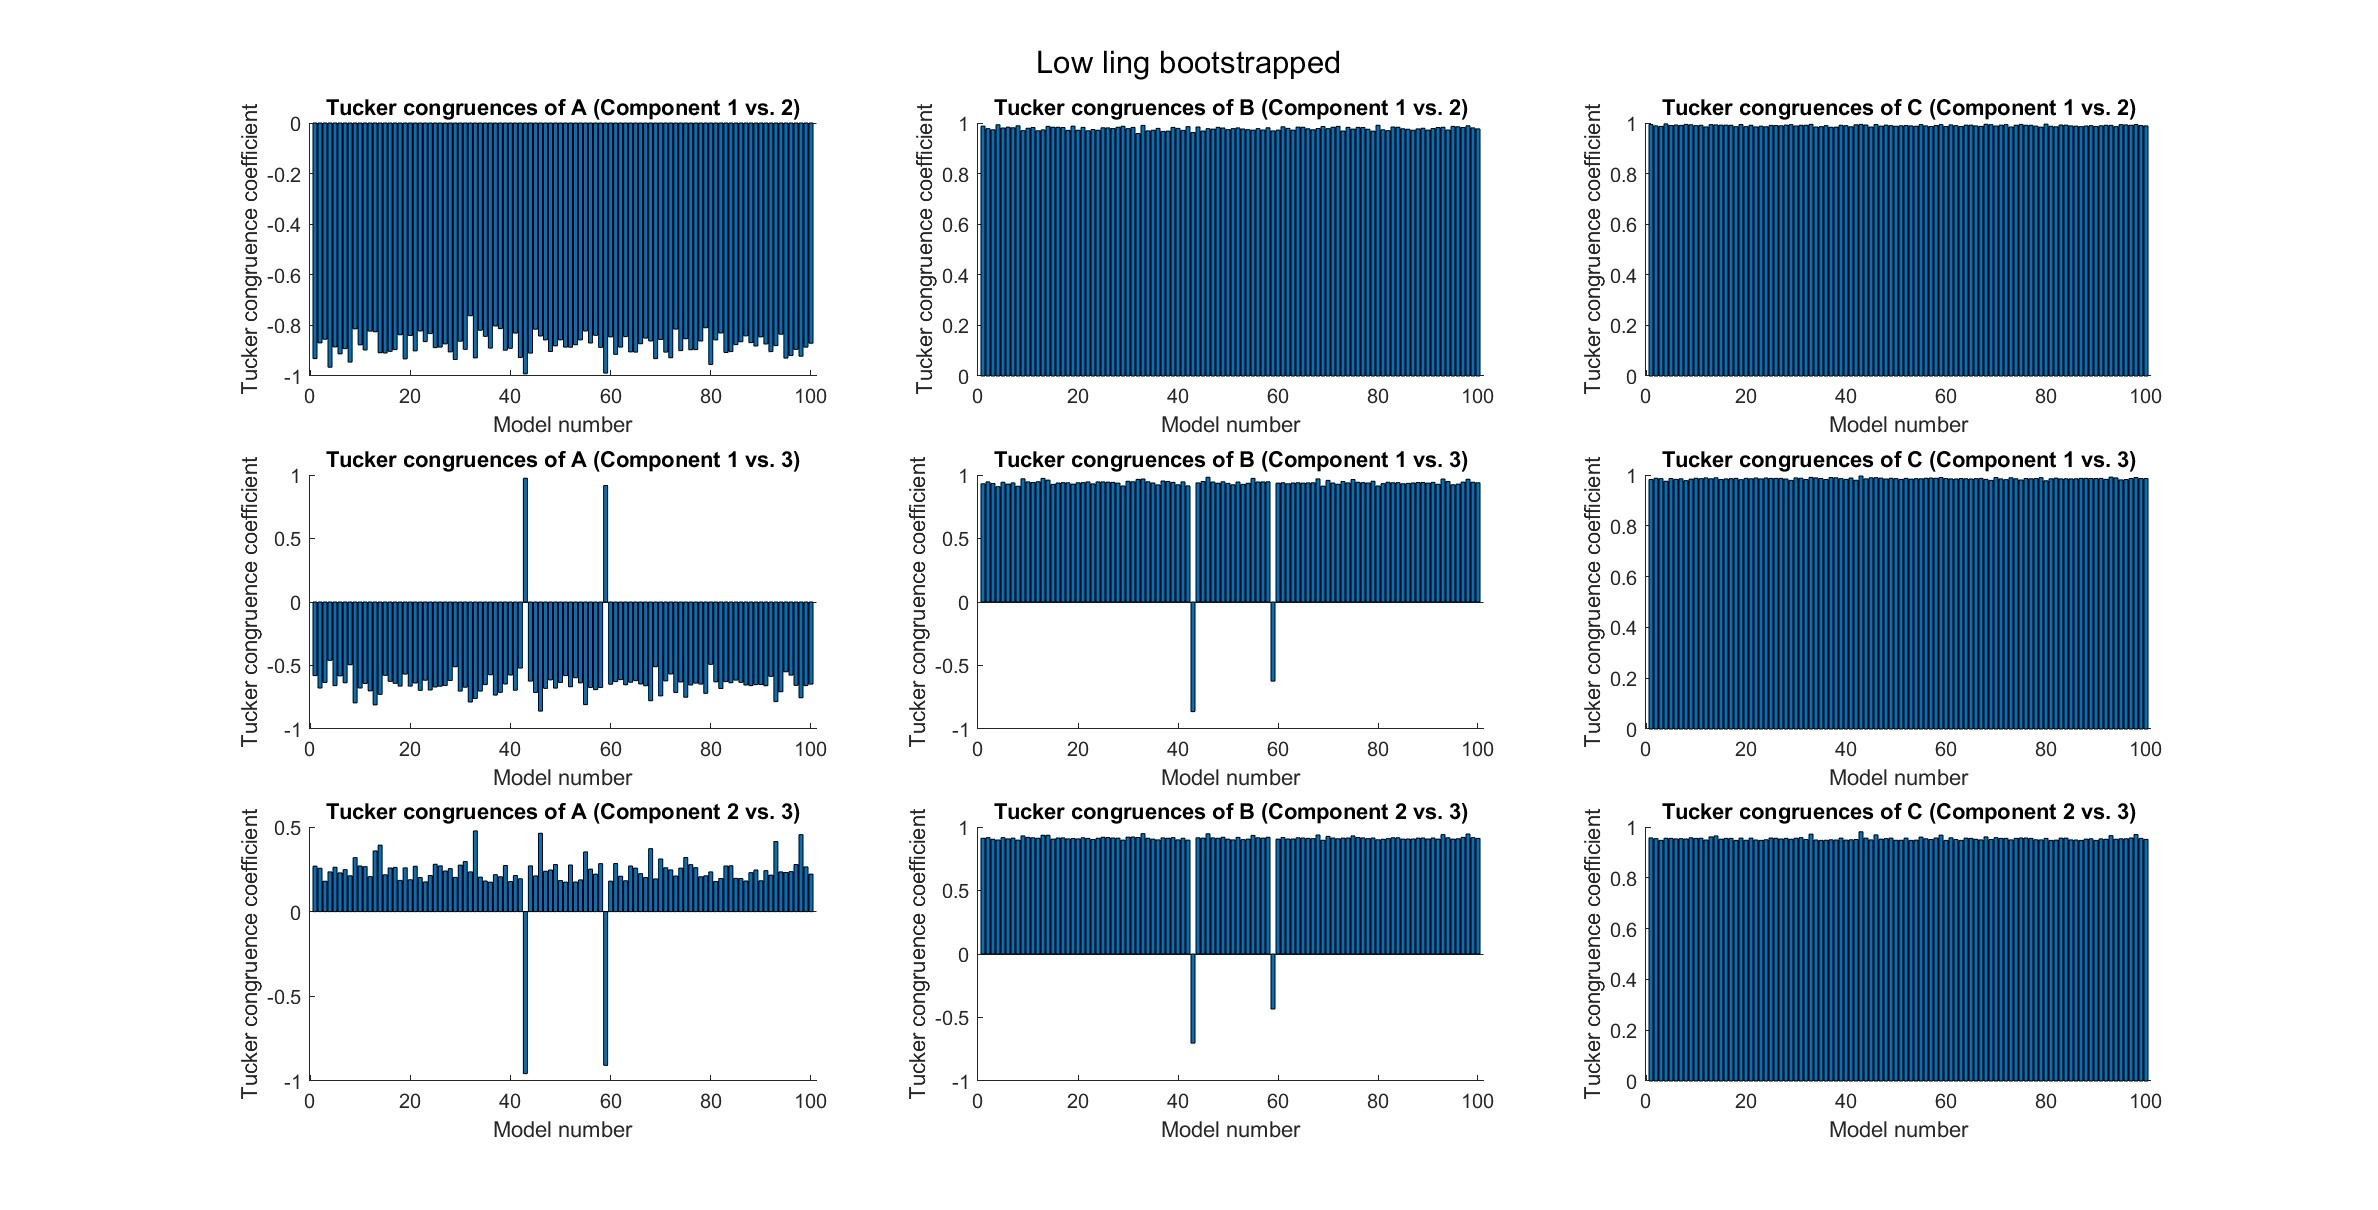 Low ling bootstrapped
Tucker congruences of A (Component 1 vs. 2)
Tucker congruence coefficient
0
-0.2
-0.4
-0.6
-0.8
-1
0 20 40 60 80 100
Model number
Tucker congruences of B (Component 1 vs. 2)
Tucker congruence coefficient
1
0.8
0.6
0.4
0.2
0
0 20 40 60 80 100
Model number
Tucker congruences of C (Component 1 vs. 2)
Tucker congruence coefficient
1
0.8
0.6
0.4
0.2
0
0 20 40 60 80 100
Model number
Tucker congruences of A (Component 1 vs. 3)
Tucker congruence coefficient
1
0.5
0
-0.5
-1
0 20 40 60 80 100
Model number
Tucker congruences of B (Component 1 vs. 3)
Tucker congruence coefficient
1
0.5
0
-0.5
-1
0 20 40 60 80 100
Model number
Tucker congruences of C (Component 1 vs. 3)
Tucker congruence coefficient
1
0.8
0.6
0.4
0.2
0
0 20 40 60 80 100
Model number
Tucker congruences of A (Component 2 vs. 3)
Tucker congruence coefficient
0.5
0
-0.5
-1
0 20 40 60 80 100
Model number
Tucker congruences of B (Component 2 vs. 3)
Tucker congruence coefficient
1
0.5
0
-0.5
-1
0 20 40 60 80 100
Model number
Tucker congruences of C (Component 2 vs. 3)
Tucker congruence coefficient
1
0.8
0.6
0.4
0.2
0
0 20 40 60 80 100
Model number